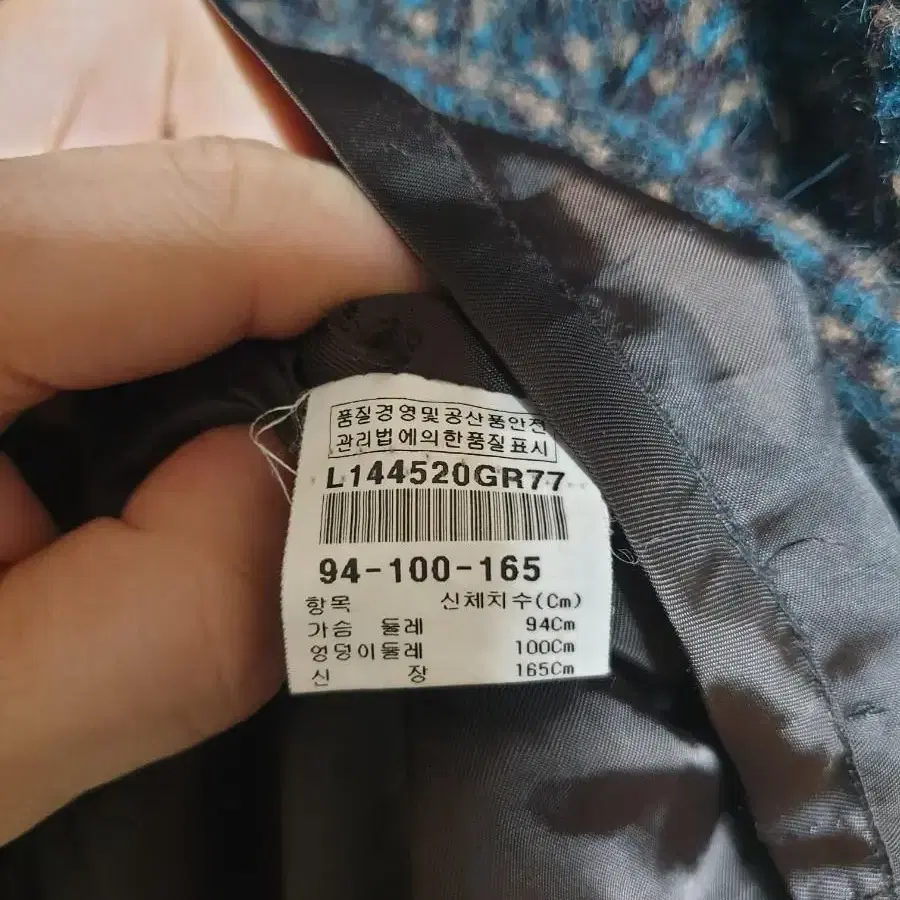 품질경영및공산품안전
관리법에의한품질표시
L144520GR77
94-100-165
항목 신체치수(Cm)
가슴 둘레 94Cm
엉덩이둘레 100Cm
신 장 165Cm